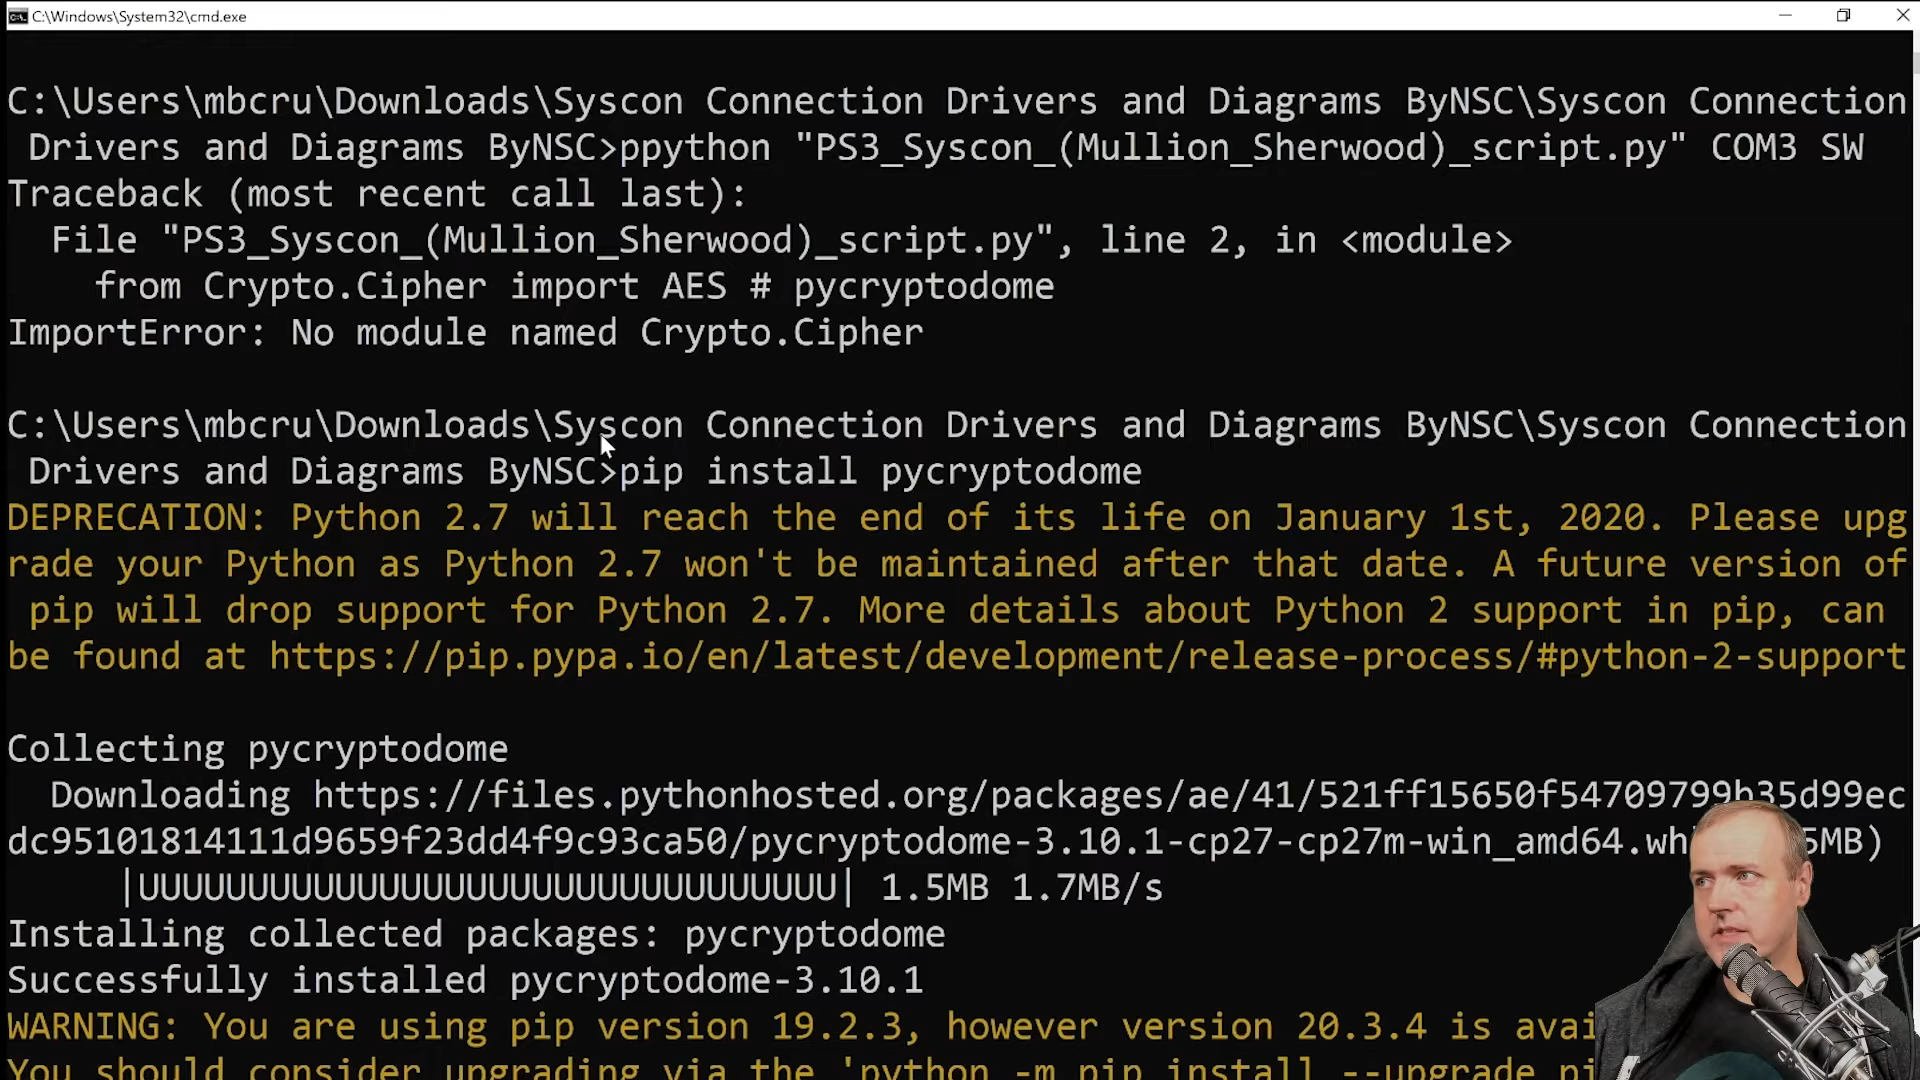 C:\Windows\System32\cmd.exe
C:\Users\mbcru\Downloads\Syscon Connection Drivers and Diagrams ByNSC\Syscon Connection
Drivers and Diagrams ByNSC>ppython "PS3_Syscon_(Mullion_Sherwood)_script.py" COM3 SW
Traceback (most recent call last):
File "PS3_Syscon_(Mullion_Sherwood)_script.py", line 2, in <module>
from Crypto.Cipher import AES # pycryptodome
ImportError: No module named Crypto.Cipher
C:\Users\mbcru\Downloads\Syscon Connection Drivers and Diagrams ByNSC\Syscon Connection
Drivers and Diagrams ByNSC>pip install pycryptodome
DEPRECATION: Python 2.7 will reach the end of its life on January 1st, 2020. Please upg
rade your Python as Python 2.7 won't be maintained after that date. A future version of
pip will drop support for Python 2.7. More details about Python 2 support in pip, can
be found at https://pip.pypa.io/en/latest/development/release-process/#python-2-support
Collecting pycryptodome
Downloading https://files.pythonhosted.org/packages/ae/41/521ff15650f54709799b35d99ec
dc95101814111d9659f23dd4f9c93ca50/pycryptodome-3.10.1-cp27-cp27m-win_amd64.wh 5MB)
|UUUUUUUUUUUUUUUUUUUUUUUUUUUUUUUU| 1.5MB 1.7MB/s
Installing collected packages: pycryptodome
Successfully installed pycryptodome-3.10.1
WARNING: You are using pip version 19.2.3, however version 20.3.4 is avai
You should consider upgrading via the 'python -m pip install --upgrade pi